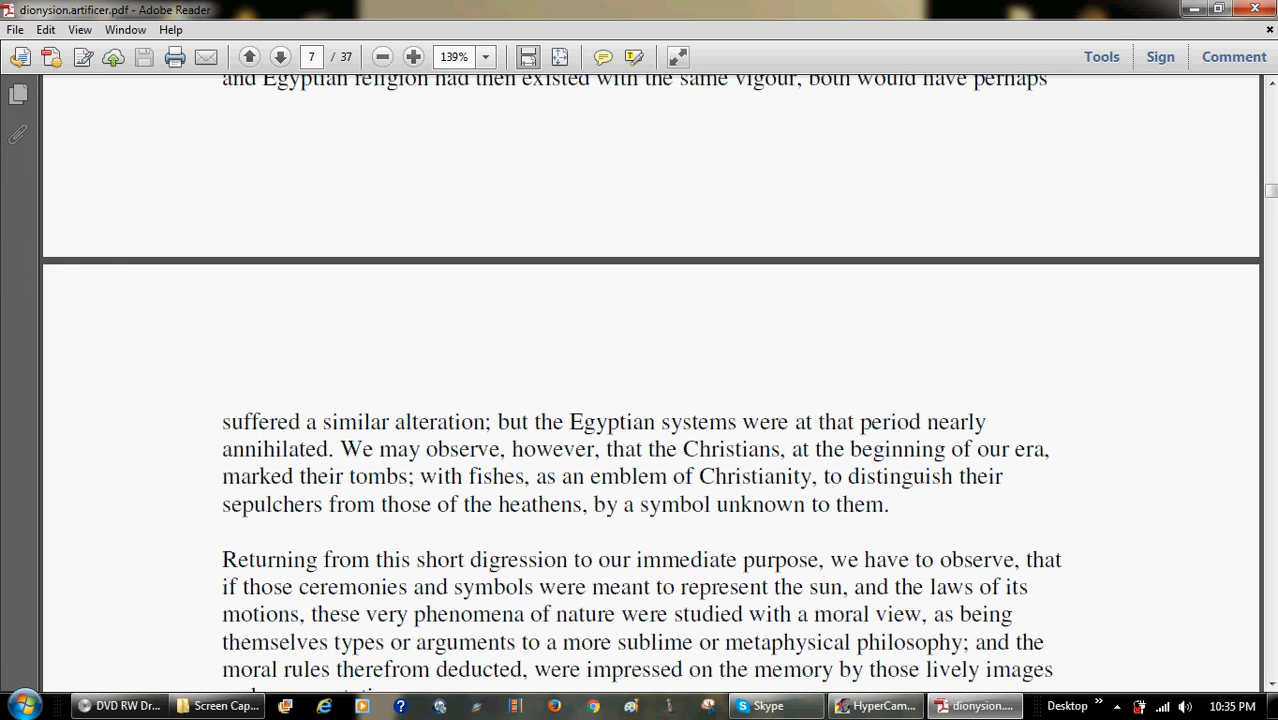 dionysion.artificer.pdf - Adobe Reader
File Edit View Window Help
7 / 37 139% Tools Sign Comment
and Egyptian religion had then existed with the same vigour, both would have perhaps
suffered a similar alteration; but the Egyptian systems were at that period nearly
annihilated. We may observe, however, that the Christians, at the beginning of our era,
marked their tombs; with fishes, as an emblem of Christianity, to distinguish their
sepulchers from those of the heathens, by a symbol unknown to them.
Returning from this short digression to our immediate purpose, we have to observe, that
if those ceremonies and symbols were meant to represent the sun, and the laws of its
motions, these very phenomena of nature were studied with a moral view, as being
themselves types or arguments to a more sublime or metaphysical philosophy; and the
moral rules therefrom deducted, were impressed on the memory by those lively images
DVD RW Dr... Screen Cap... Skype HyperCam... dionysion.... Desktop » 10:35 PM